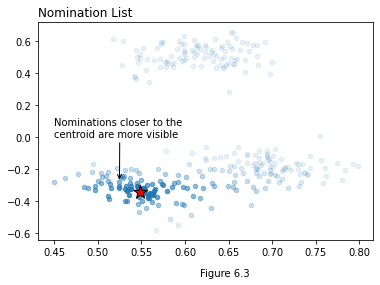 Nomination List
0.6
0.4
0.2
0.0
−0.2
−0.4
−0.6
Nominations closer to the
centroid are more visible
0.45 0.50 0.55 0.60 0.65 0.70 0.75 0.80
Figure 6.3